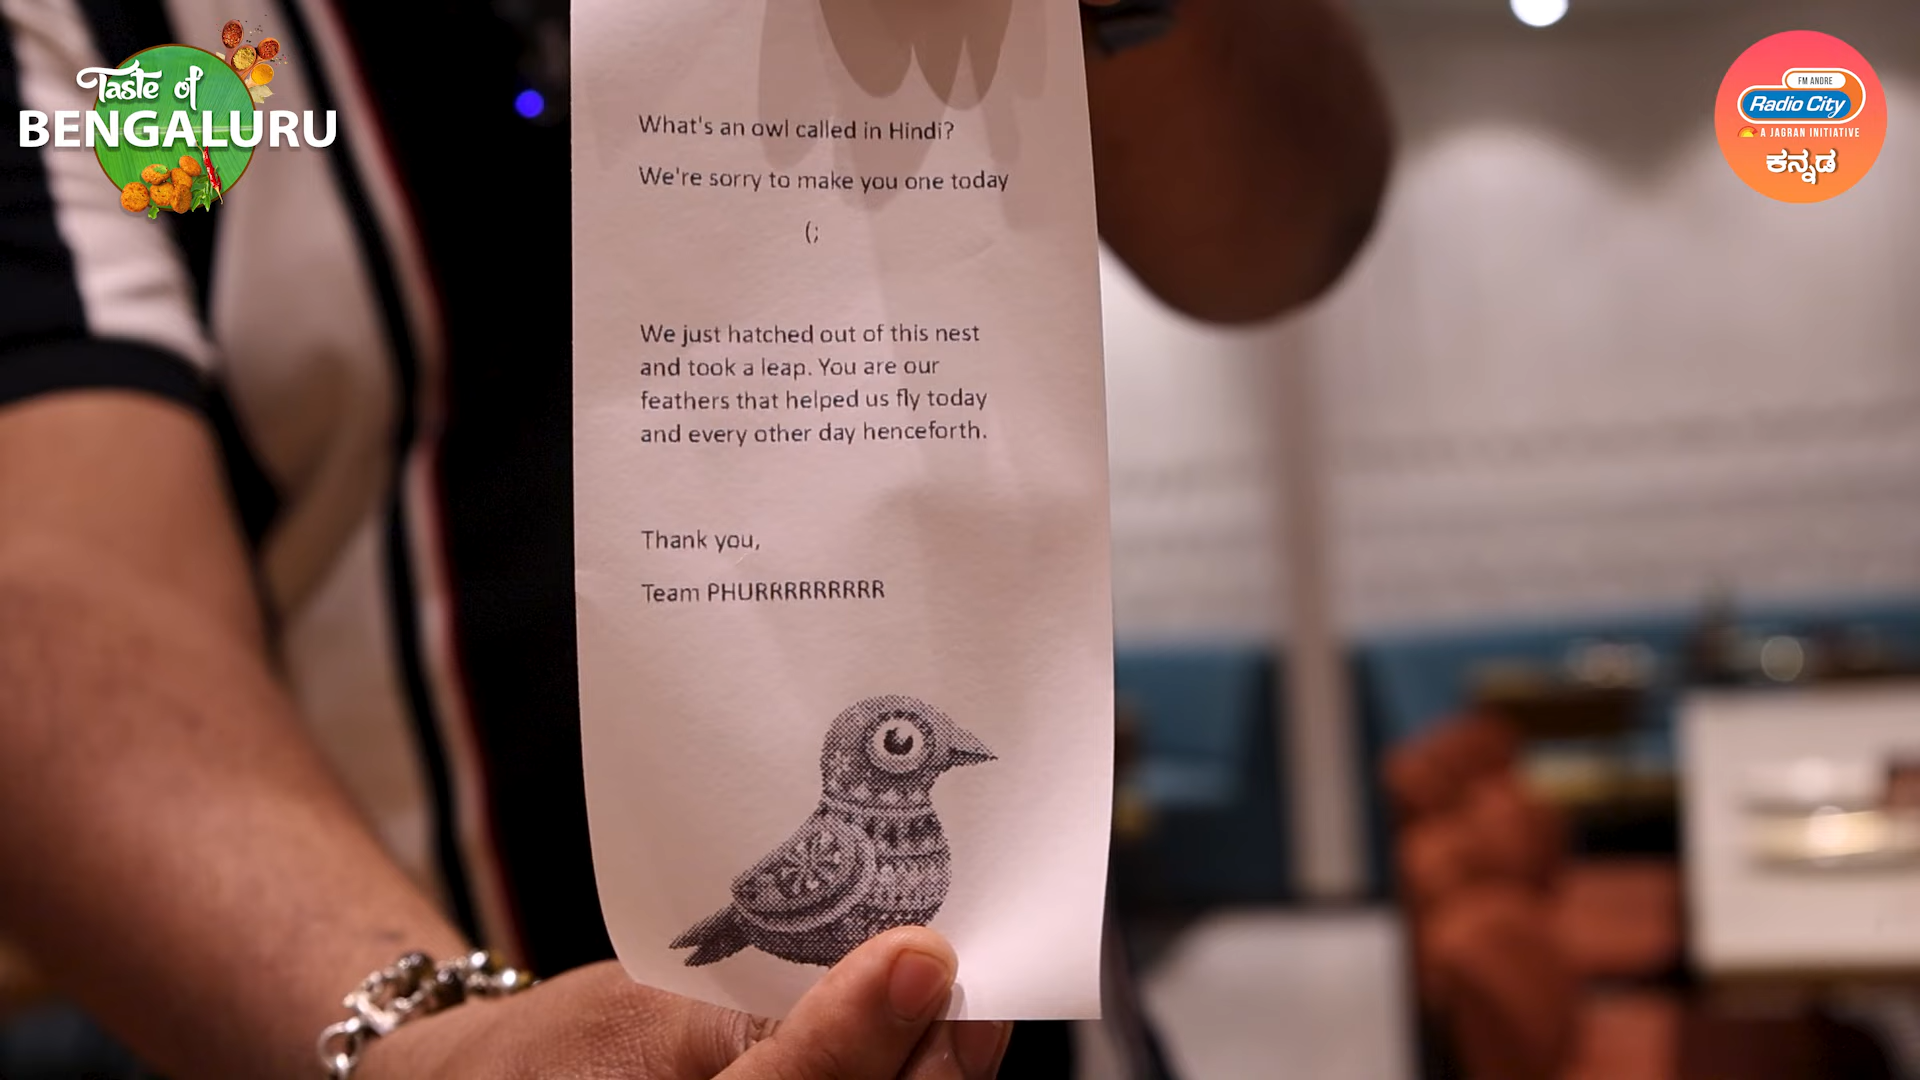 Taste of
BENGALURU
FM ANDRE
Radio City
A JAGRAN INITIATIVE
ಕನ್ನಡ
What's an owl called in Hindi?
We're sorry to make you one today
(;
We just hatched out of this nest
and took a leap. You are our
feathers that helped us fly today
and every other day henceforth.
Thank you,
Team PHURRRRRRRRR